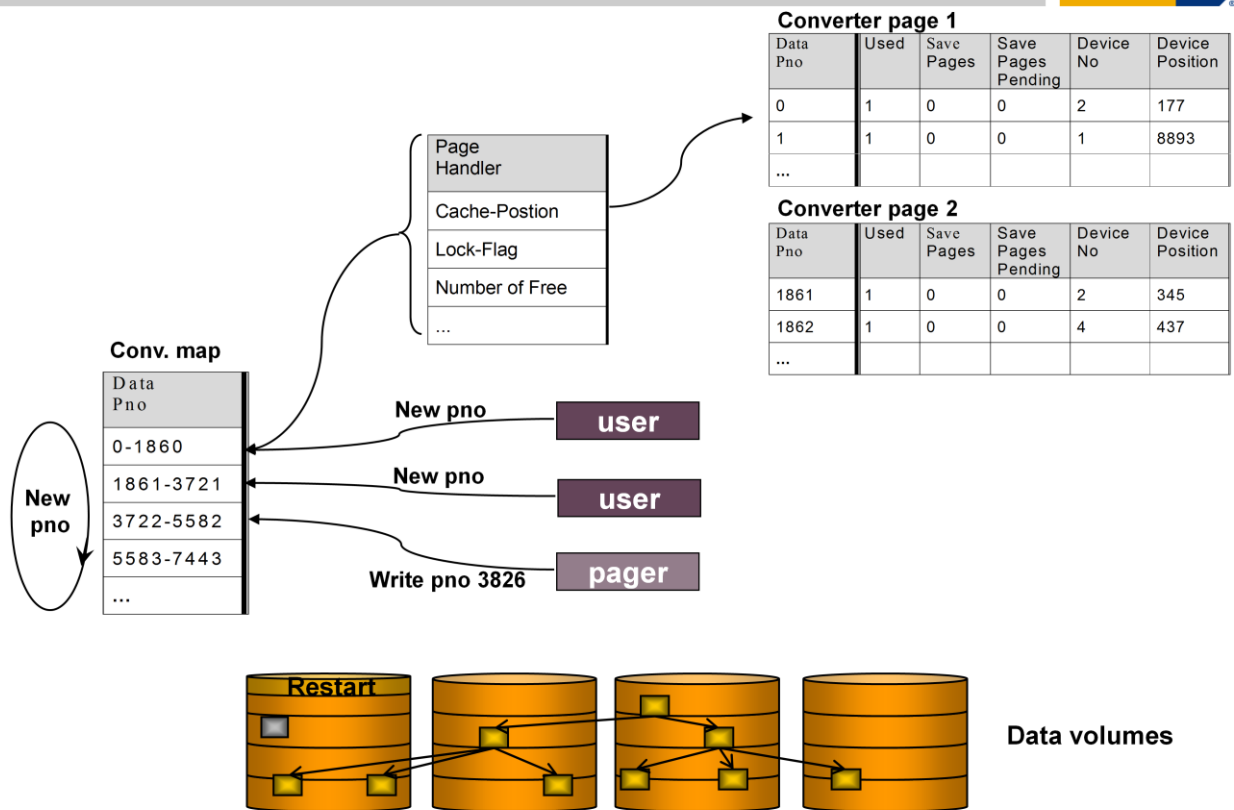 Converter page 1
Data Pno Used Save Pages Save Pages Pending Device No Device Position
0 1 0 0 2 177
1 1 0 0 1 8893
...
Converter page 2
Data Pno Used Save Pages Save Pages Pending Device No Device Position
1861 1 0 0 2 345
1862 1 0 0 4 437
...
Page
Handler
Cache-Postion
Lock-Flag
Number of Free
...
Conv. map
Data
Pno
0-1860
1861-3721
3722-5582
5583-7443
...
New
pno
New pno
user
New pno
user
Write pno 3826
pager
Restart
Data volumes